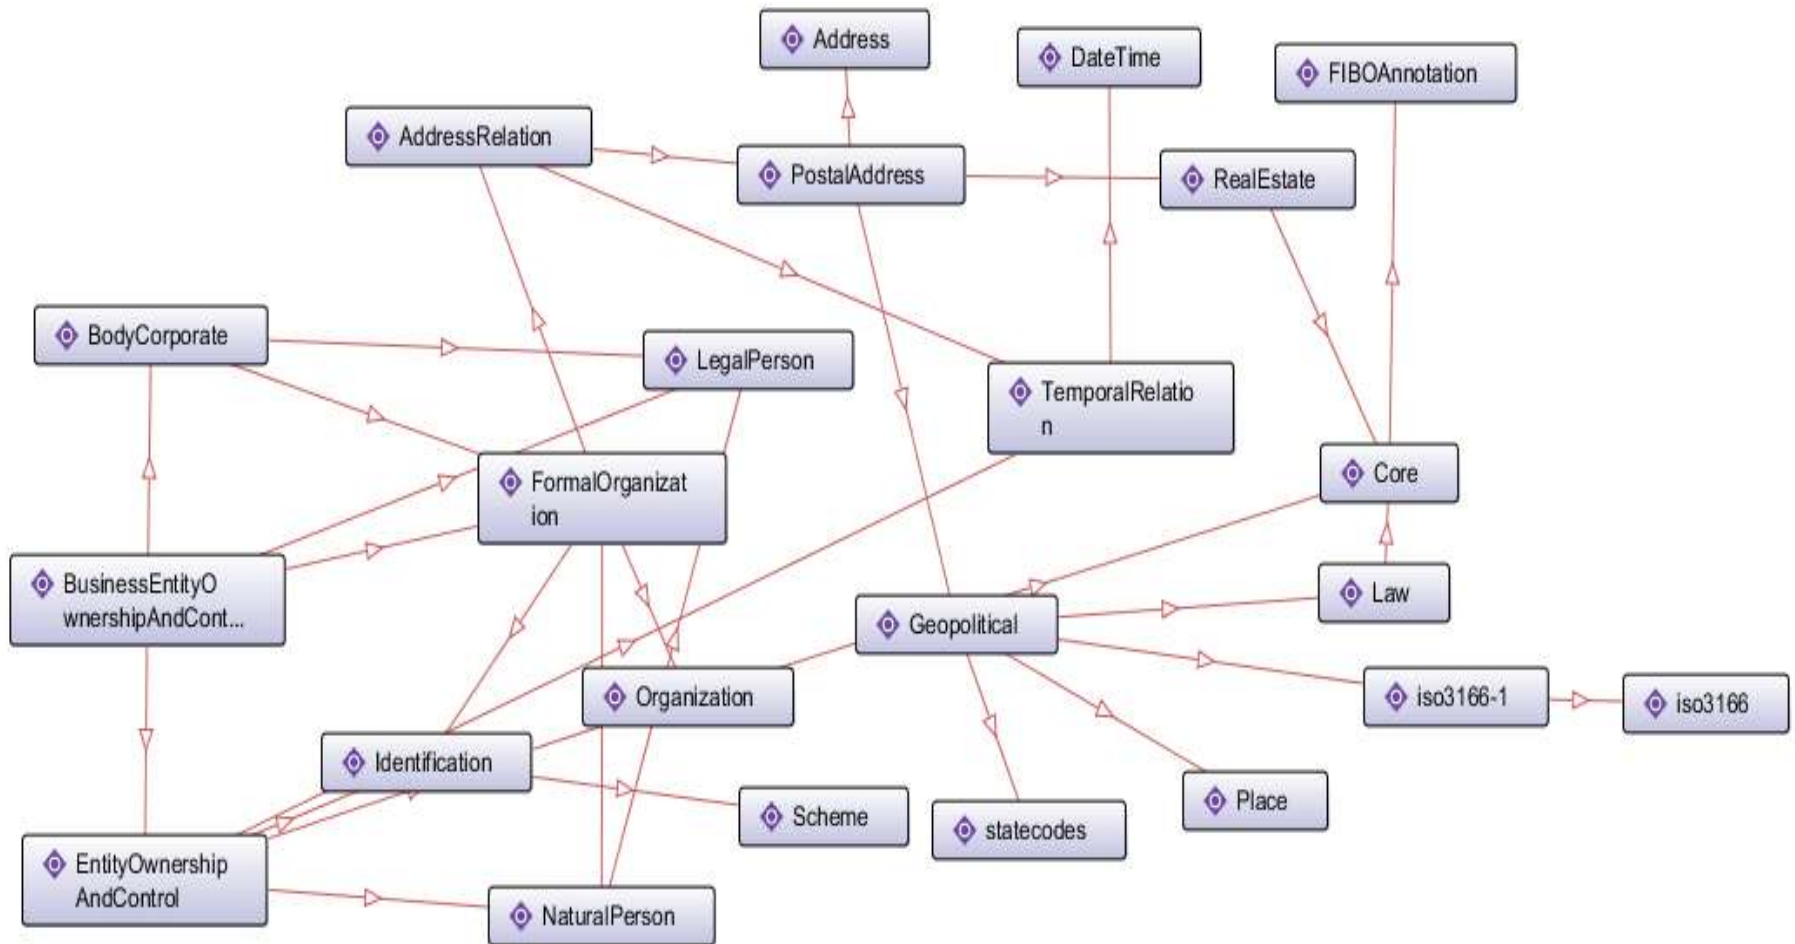 Address
DateTime
FIBOAnnotation
AddressRelation
PostalAddress
RealEstate
BodyCorporate
LegalPerson
TemporalRelatio
n
Core
FormalOrganizat
ion
BusinessEntityO
wnershipAndCont...
Law
Geopolitical
Organization
iso3166-1
iso3166
Identification
Place
Scheme
statecodes
EntityOwnership
AndControl
NaturalPerson